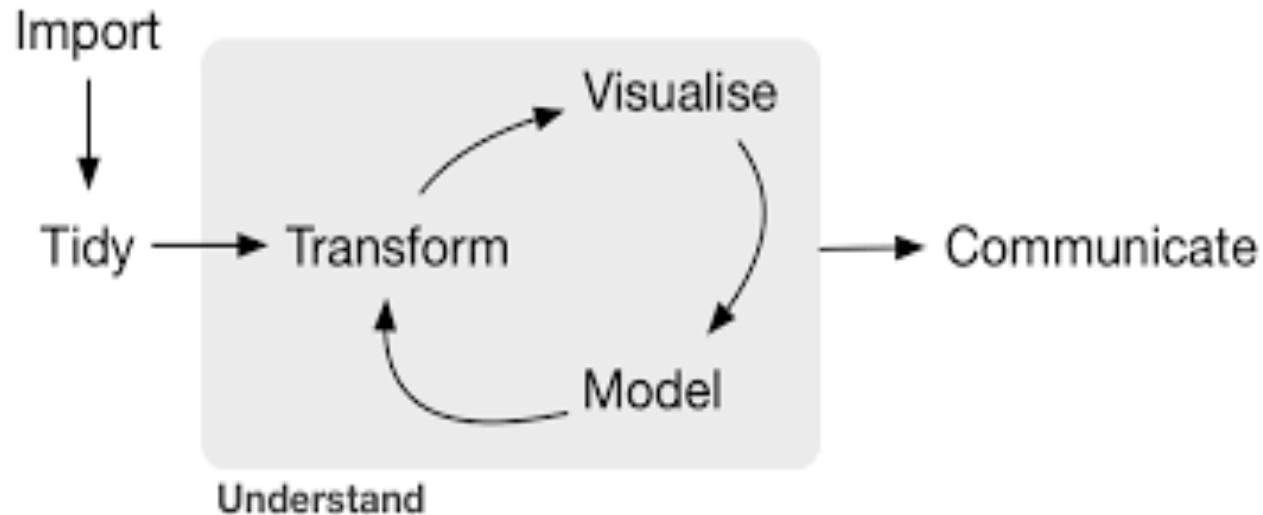 Import
Visualise
Tidy
Transform
Communicate
Model
Understand